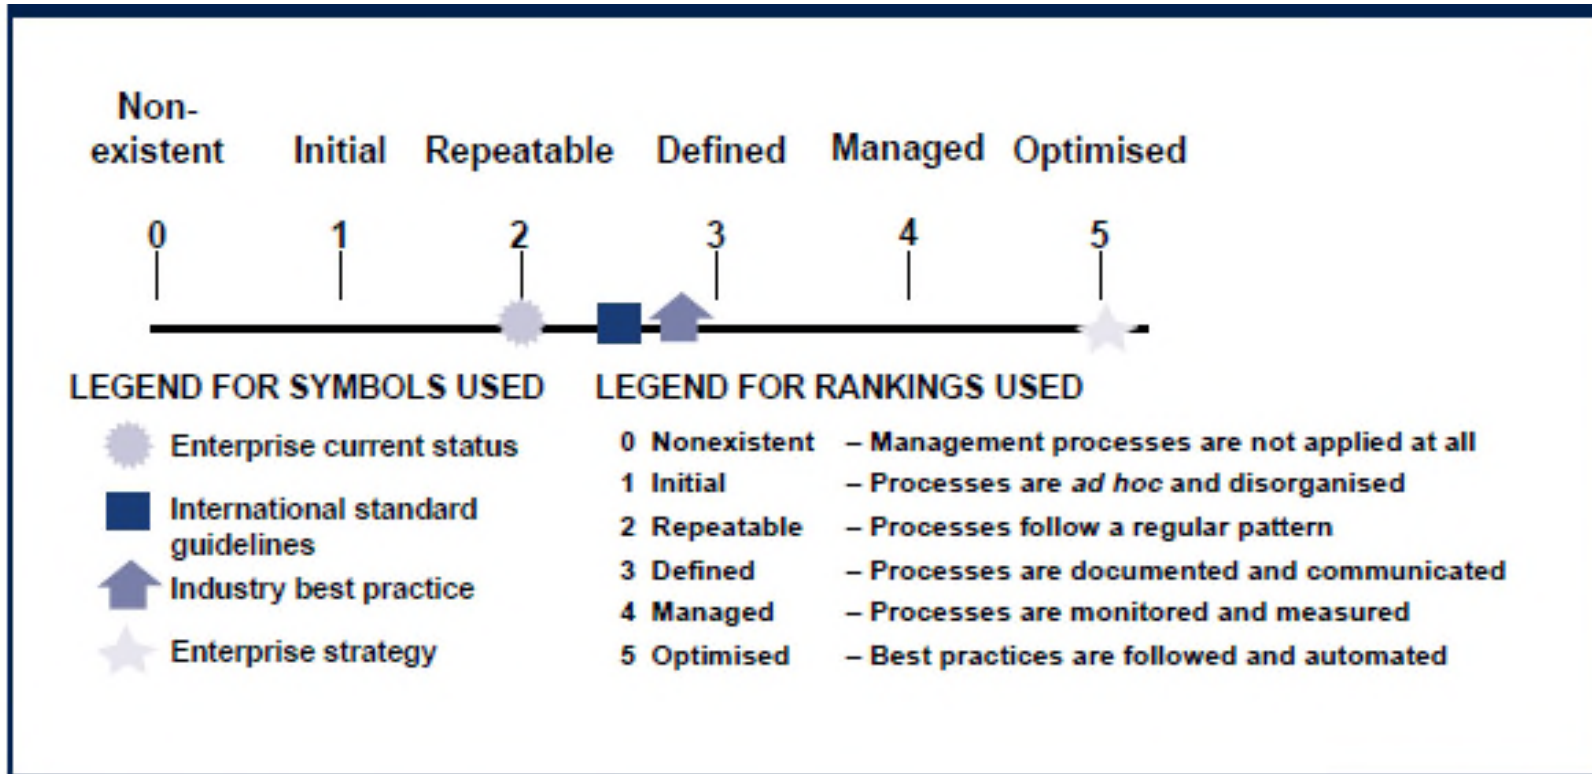 Non-
existent Initial Repeatable Defined Managed Optimised
0 1 2 3 4 5
LEGEND FOR SYMBOLS USED
Enterprise current status
International standard
guidelines
Industry best practice
Enterprise strategy
LEGEND FOR RANKINGS USED
0 Nonexistent – Management processes are not applied at all
1 Initial – Processes are ad hoc and disorganised
2 Repeatable – Processes follow a regular pattern
3 Defined – Processes are documented and communicated
4 Managed – Processes are monitored and measured
5 Optimised – Best practices are followed and automated